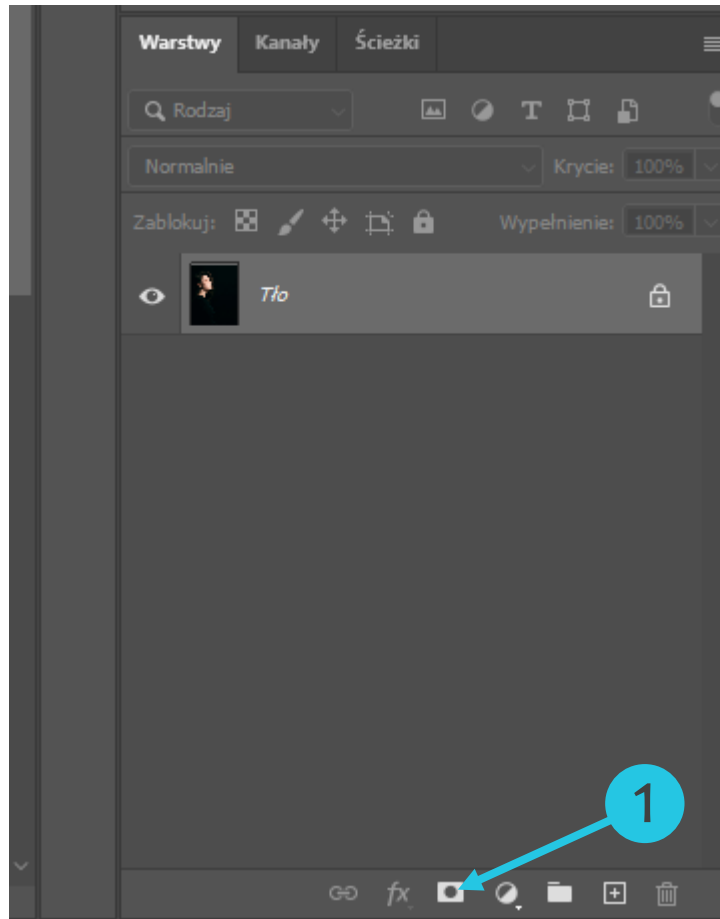 Warstwy Kanały Ścieżki
Rodzaj T
Normalnie Krycie: 100%
Zablokuj: Wypełnienie: 100%
Tło
1
fx